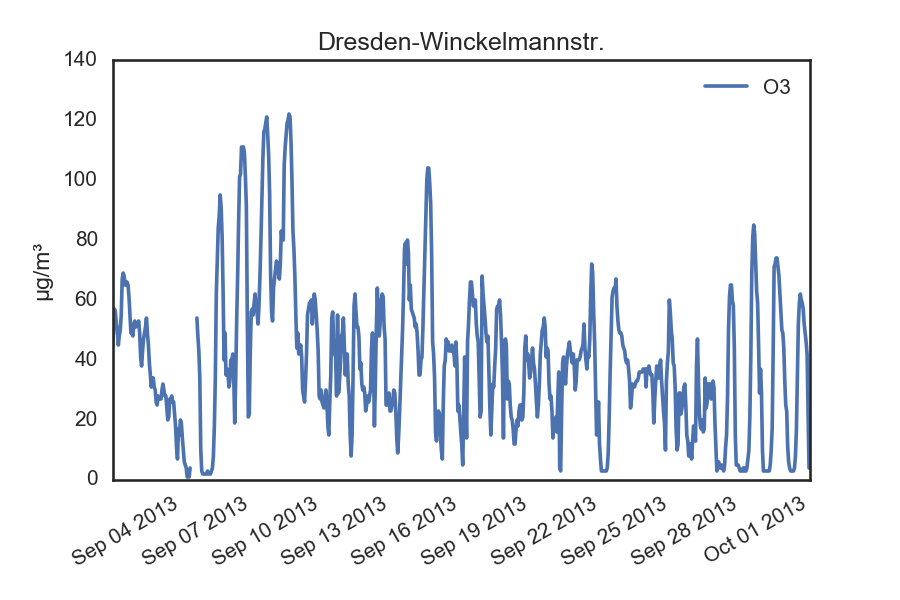 Dresden-Winckelmannstr.
140
120
100
80
60
40
20
0
µg/m³
O3
Sep 04 2013
Sep 07 2013
Sep 10 2013
Sep 13 2013
Sep 16 2013
Sep 19 2013
Sep 22 2013
Sep 25 2013
Sep 28 2013
Oct 01 2013